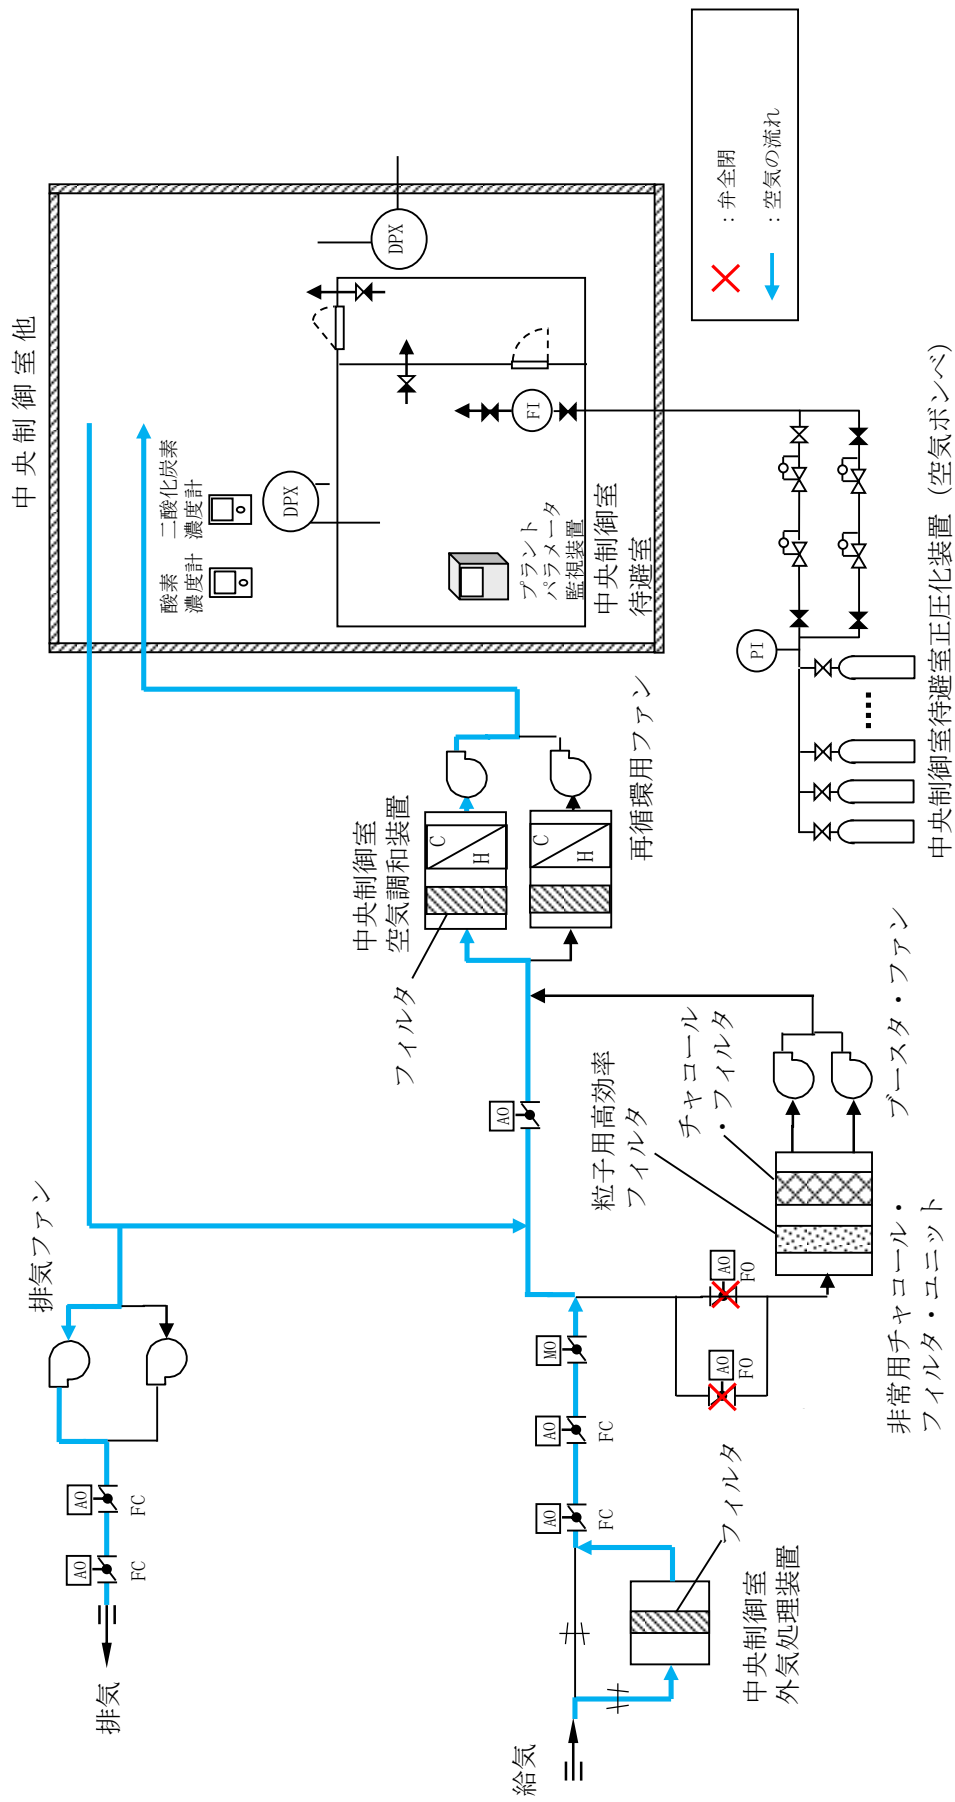 中央制御室他
酸素
濃度計
二酸化炭素
濃度計
DPX
DPX
プラント
パラメータ
監視装置
中央制御室
待避室
FI
PI
中央制御室待避室正圧化装置（空気ボンベ）
：弁全閉
：空気の流れ
排気ファン
AO
FC
AO
FC
排気
中央制御室
空気調和装置
フィルタ
C
H
C
H
再循環用ファン
AO
粒子用高効率
フィルタ
チャコール
・フィルタ
ブースタ・ファン
非常用チャコール・
フィルタ・ユニット
AO
FO
AO
FO
MO
AO
FC
AO
FC
フィルタ
中央制御室
外気処理装置
給気